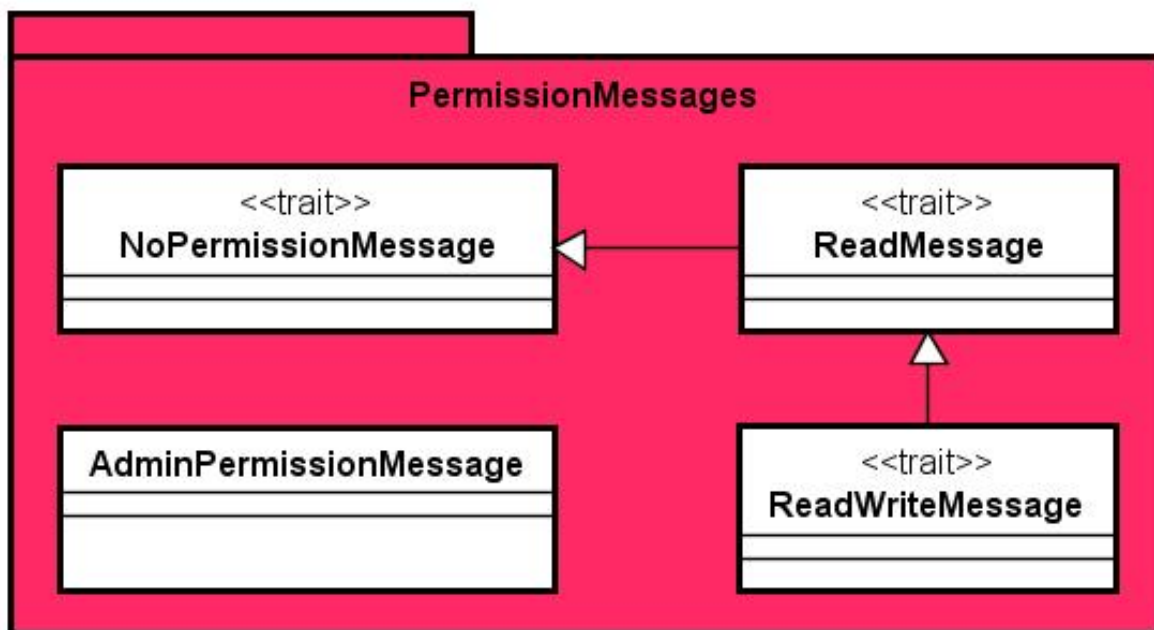 PermissionMessages
<<trait>>
NoPermissionMessage
<<trait>>
ReadMessage
AdminPermissionMessage
<<trait>>
ReadWriteMessage